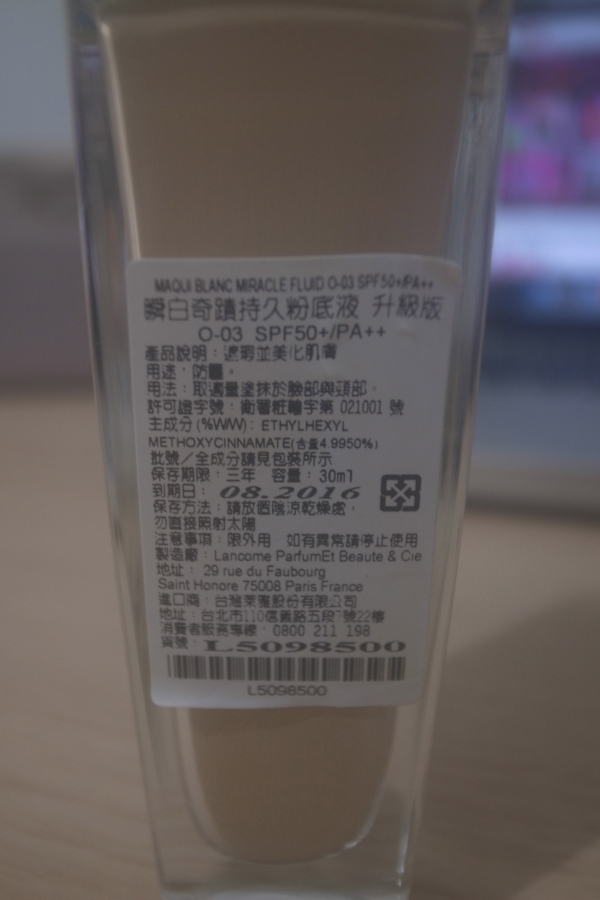 MAQUI BLANC MIRACLE FLUID O-03 SPF50+/PA++
瞬白奇蹟持久粉底液 升級版
O-03 SPF50+/PA++
產品說明：遮瑕並美化肌膚
用途：防曬。
用法：取適量塗抹於臉部與頸部。
許可證字號：衛署粧輸字第 021001 號
主成分(%W/W)：ETHYLHEXYL
METHOXYCINNAMATE(含量4.9950%)
批號／全成分請見包裝所示
保存期限：三年 容量：30ml
到期日：08.2016
保存方法：請放置陰涼乾燥處，
勿直接照射太陽
注意事項：限外用 如有異常請停止使用
製造廠：Lancome ParfumEt Beaute & Cie
地址：29 rue du Faubourg
Saint Honore 75008 Paris France
進口商：台灣萊雅股份有限公司
地址：台北市110信義路五段7號22樓
消費者服務專線：0800 211 198
貨號：L5098500
L5098500